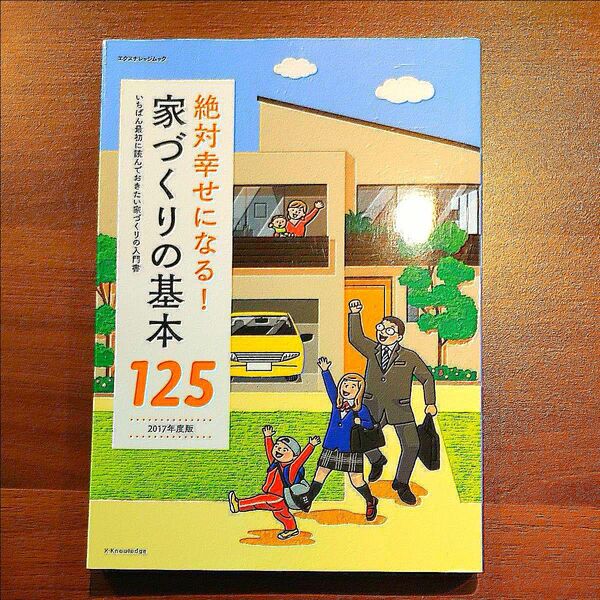 エクスナレッジムック
絶対幸せになる!
家づくりの基本
いちばん最初に読んでおきたい家づくりの入門書
125
2017年度版
X-Knowledge